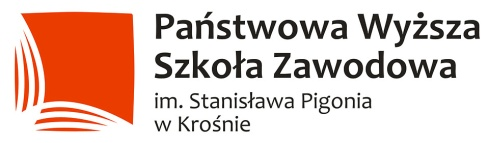 Państwowa Wyższa
Szkoła Zawodowa
im. Stanisława Pigonia
w Krośnie